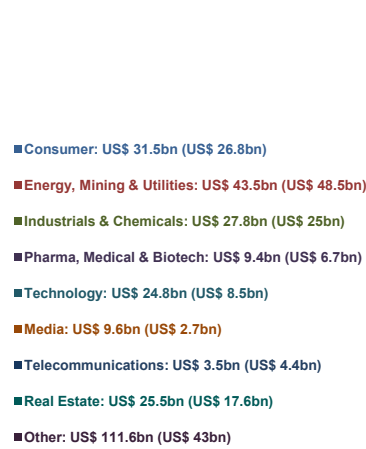 Consumer: US$ 31.5bn (US$ 26.8bn)
Energy, Mining & Utilities: US$ 43.5bn (US$ 48.5bn)
Industrials & Chemicals: US$ 27.8bn (US$ 25bn)
Pharma, Medical & Biotech: US$ 9.4bn (US$ 6.7bn)
Technology: US$ 24.8bn (US$ 8.5bn)
Media: US$ 9.6bn (US$ 2.7bn)
Telecommunications: US$ 3.5bn (US$ 4.4bn)
Real Estate: US$ 25.5bn (US$ 17.6bn)
Other: US$ 111.6bn (US$ 43bn)